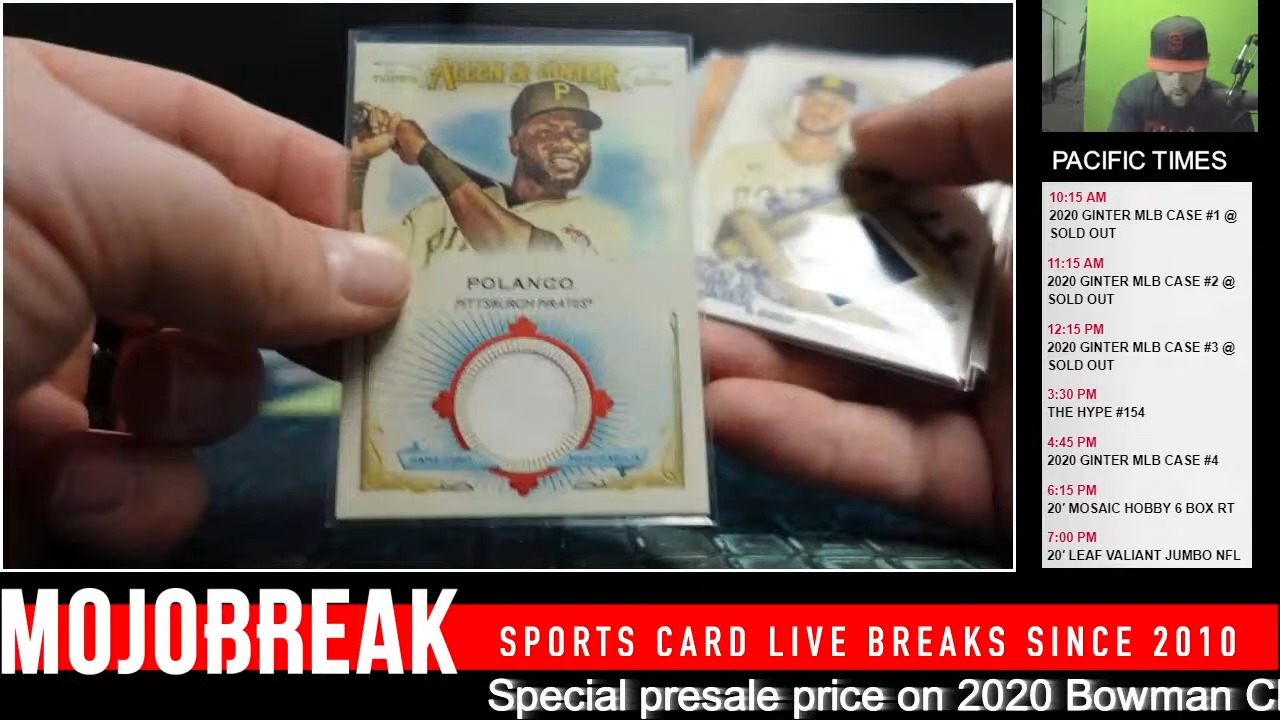 TOPPS
ALLEN & GINTER
P
POLANCO
PITTSBURGH PIRATES
GAME-USED MEMORABILIA
PACIFIC TIMES
10:15 AM
2020 GINTER MLB CASE #1 @
SOLD OUT
11:15 AM
2020 GINTER MLB CASE #2 @
SOLD OUT
12:15 PM
2020 GINTER MLB CASE #3 @
SOLD OUT
3:30 PM
THE HYPE #154
4:45 PM
2020 GINTER MLB CASE #4
6:15 PM
20' MOSAIC HOBBY 6 BOX RT
7:00 PM
20' LEAF VALIANT JUMBO NFL
MOJOBREAK
SPORTS CARD LIVE BREAKS SINCE 2010
Special presale price on 2020 Bowman